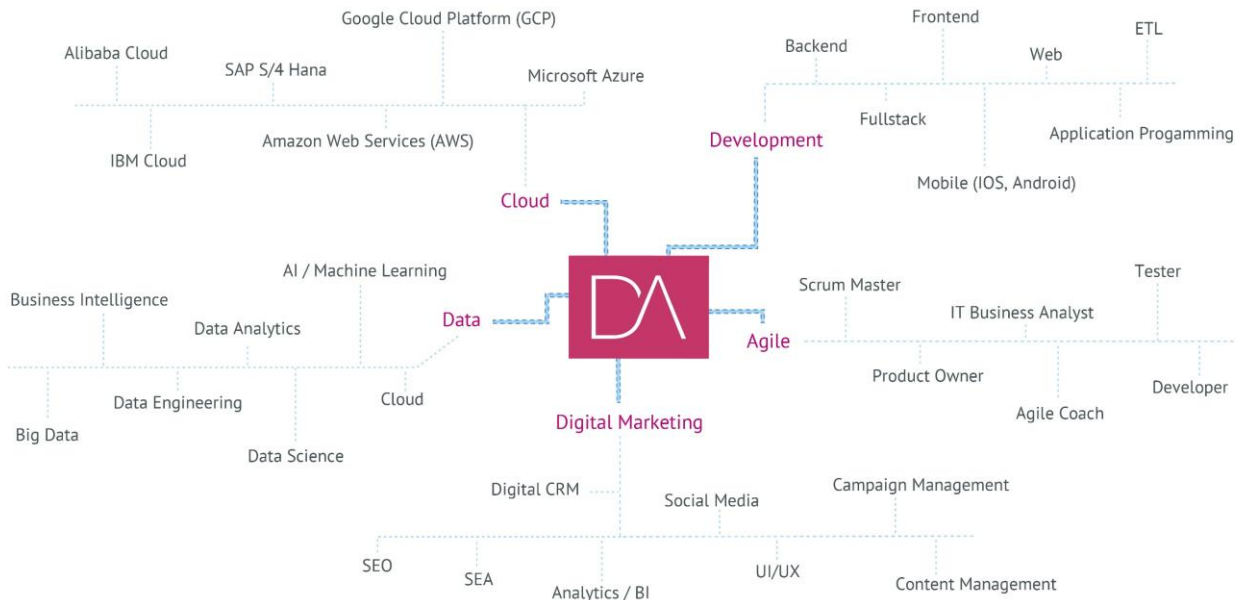 Google Cloud Platform (GCP)
Alibaba Cloud
SAP S/4 Hana
Microsoft Azure
IBM Cloud
Amazon Web Services (AWS)
Cloud
Frontend
ETL
Backend
Web
Development
Fullstack
Application Progamming
Mobile (IOS, Android)
AI / Machine Learning
Business Intelligence
Data Analytics
Data
Data Engineering
Cloud
Big Data
Data Science
DA
Tester
Scrum Master
IT Business Analyst
Agile
Product Owner
Developer
Agile Coach
Digital Marketing
Digital CRM
Social Media
Campaign Management
SEO
SEA
Analytics / BI
UI/UX
Content Management